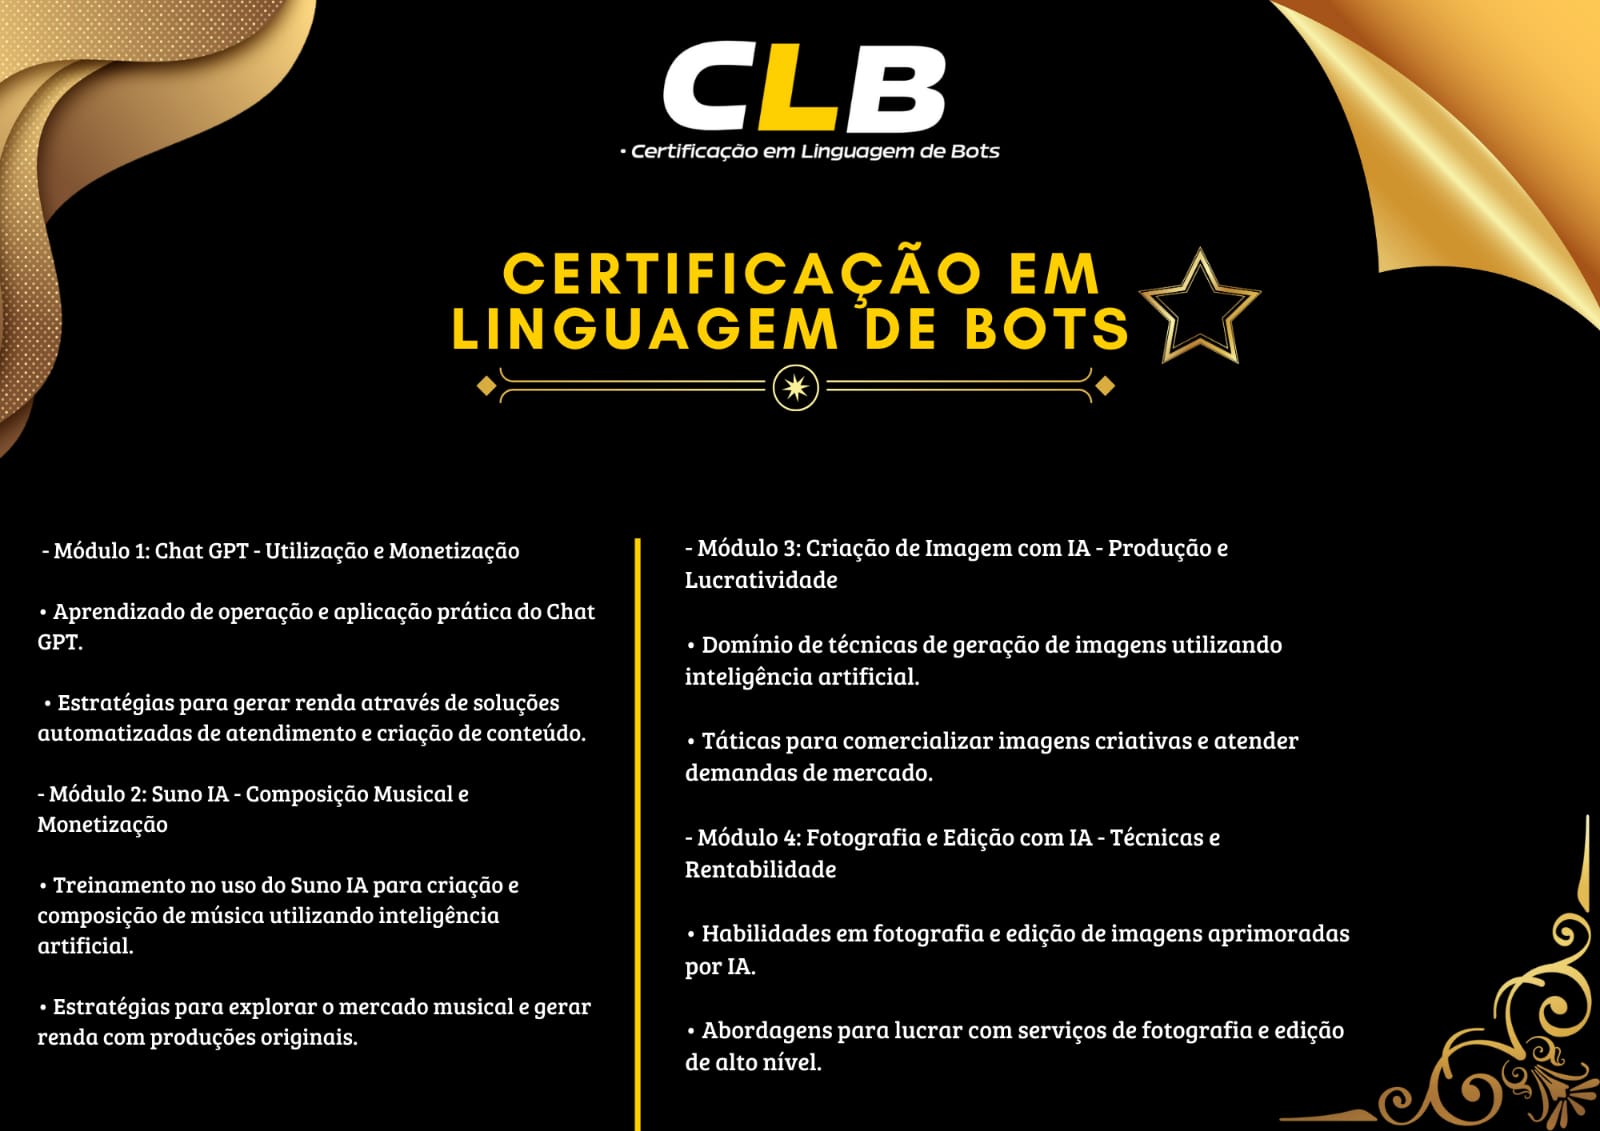 CLB
• Certificação em Linguagem de Bots
CERTIFICAÇÃO EM
LINGUAGEM DE BOTS
- Módulo 1: Chat GPT - Utilização e Monetização
• Aprendizado de operação e aplicação prática do Chat
GPT.
• Estratégias para gerar renda através de soluções
automatizadas de atendimento e criação de conteúdo.
- Módulo 2: Suno IA - Composição Musical e
Monetização
• Treinamento no uso do Suno IA para criação e
composição de música utilizando inteligência
artificial.
• Estratégias para explorar o mercado musical e gerar
renda com produções originais.
- Módulo 3: Criação de Imagem com IA - Produção e
Lucratividade
• Domínio de técnicas de geração de imagens utilizando
inteligência artificial.
• Táticas para comercializar imagens criativas e atender
demandas de mercado.
- Módulo 4: Fotografia e Edição com IA - Técnicas e
Rentabilidade
• Habilidades em fotografia e edição de imagens aprimoradas
por IA.
• Abordagens para lucrar com serviços de fotografia e edição
de alto nível.